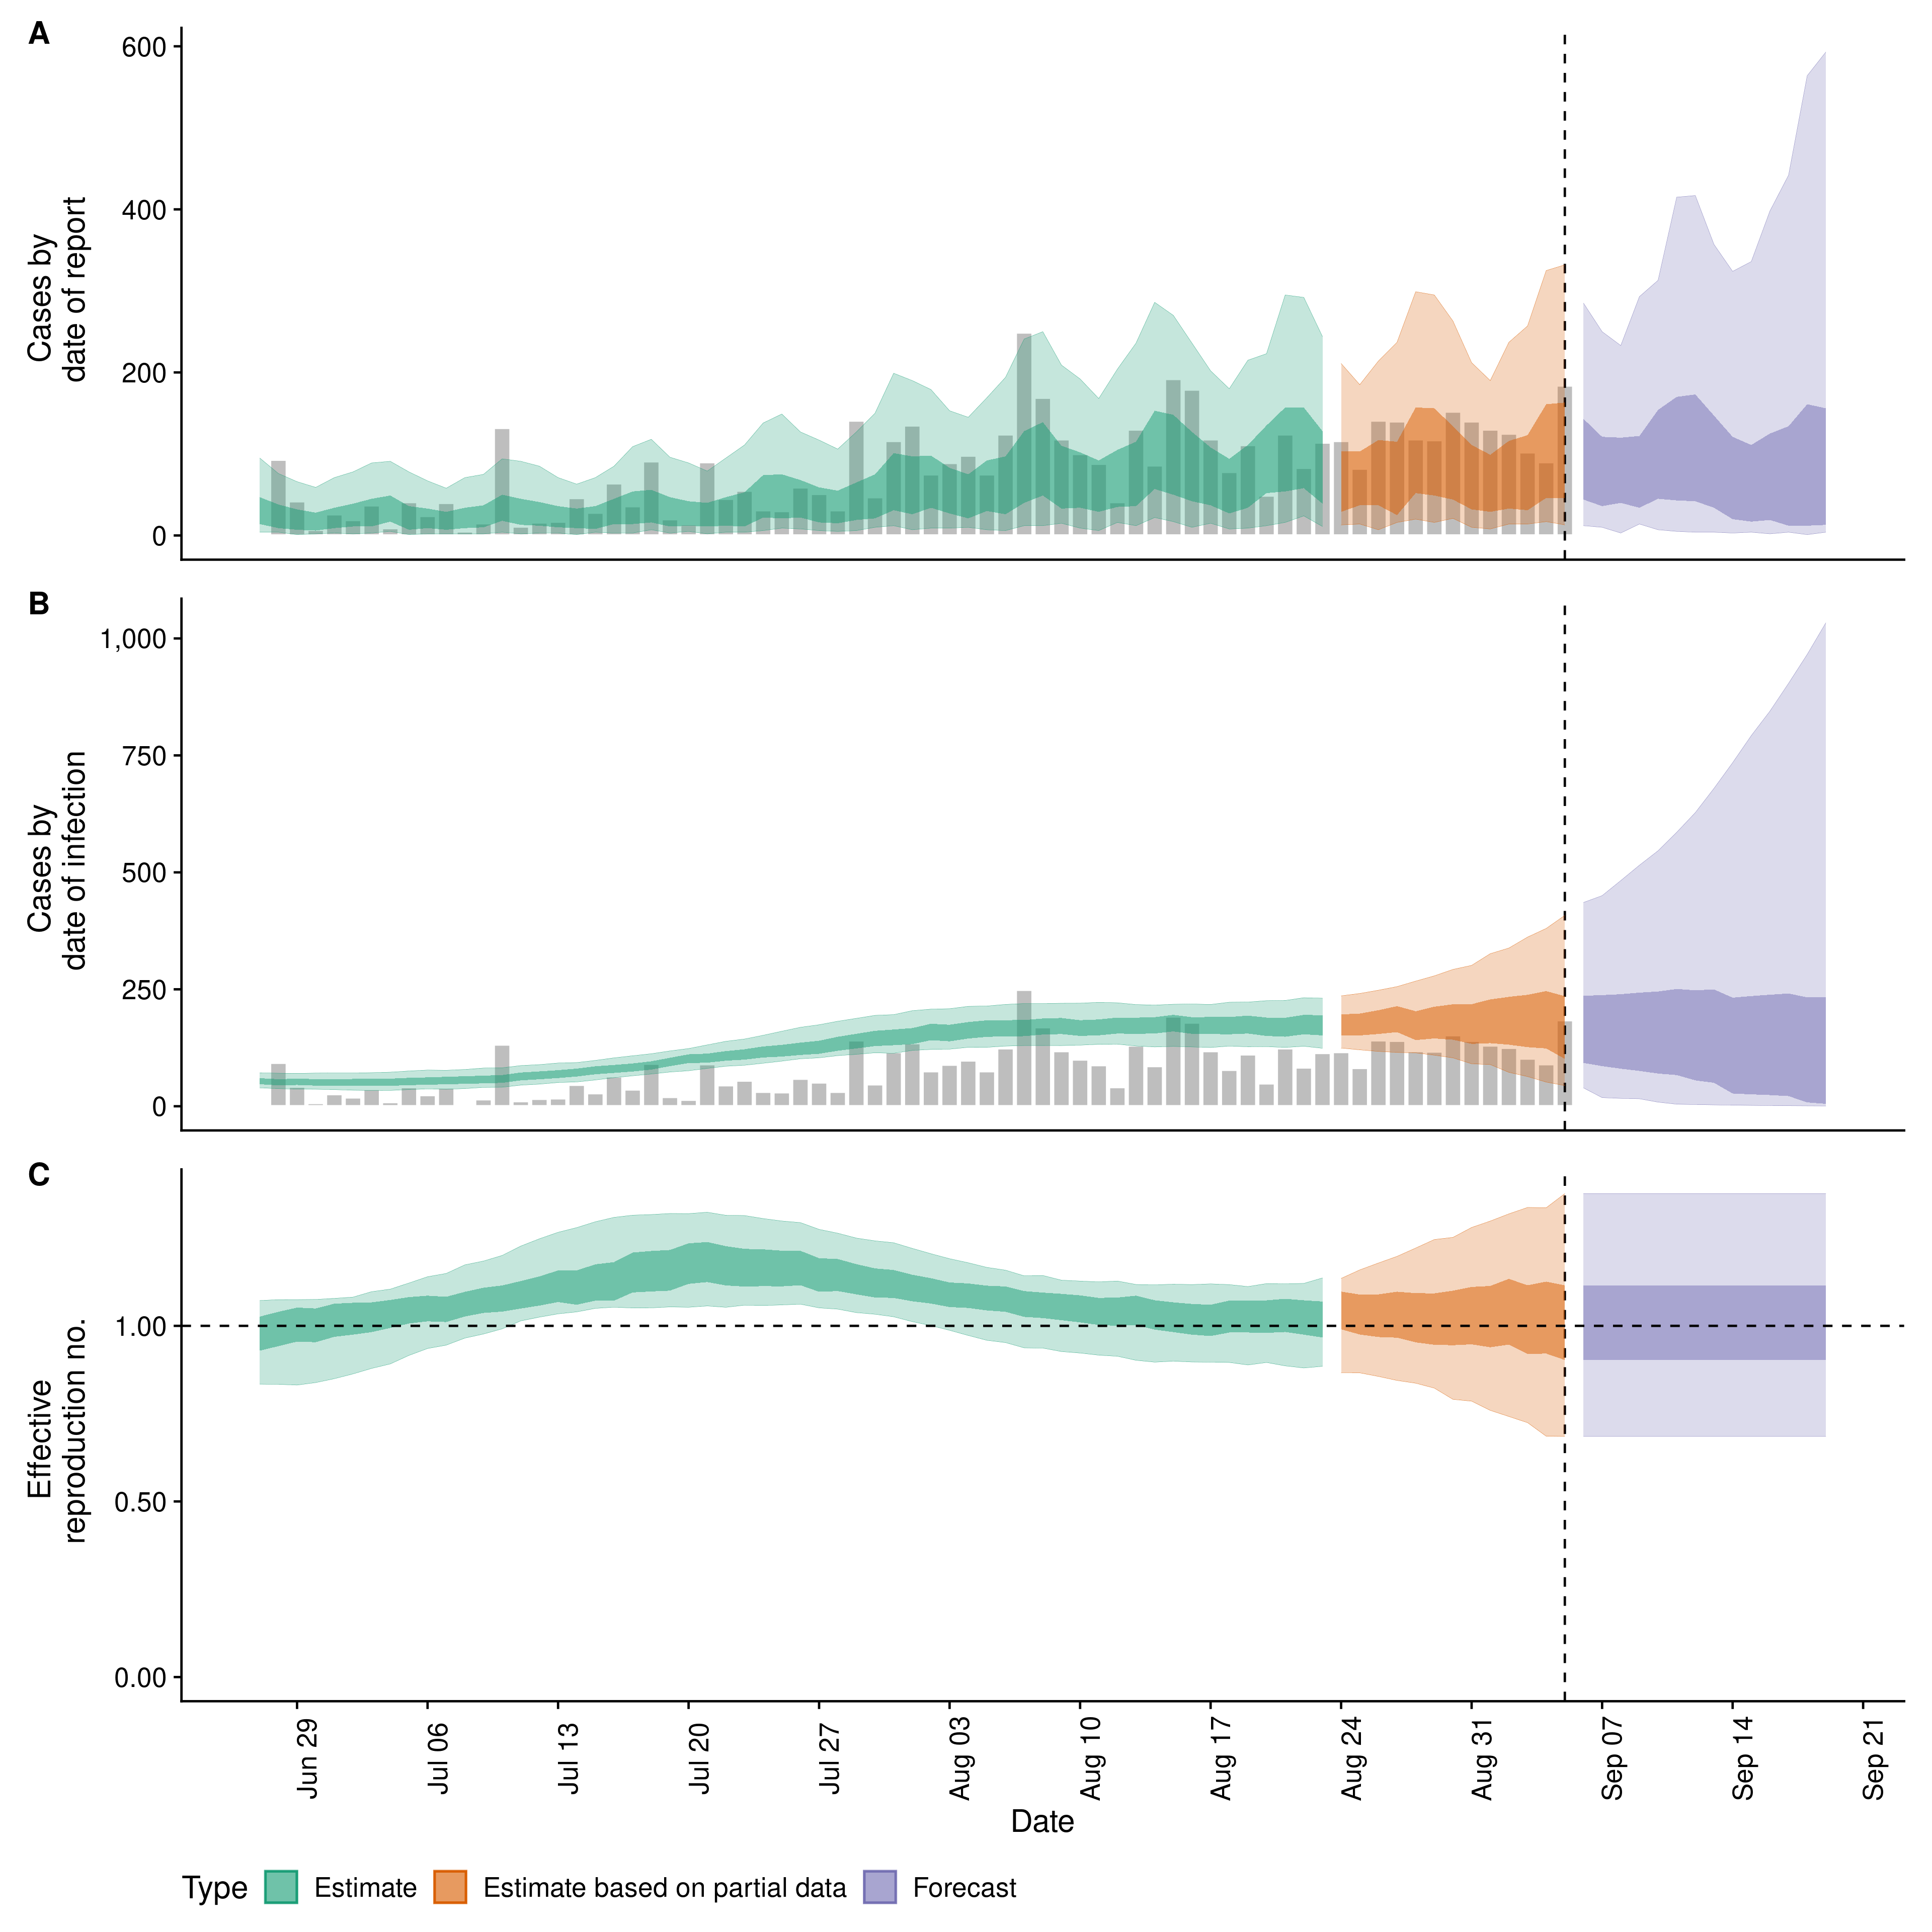 A
600
400
200
0
Cases by
date of report
B
1,000
750
500
250
0
Cases by
date of infection
C
1.00
0.50
0.00
Effective
reproduction no.
Jun 29
Jul 06
Jul 13
Jul 20
Jul 27
Aug 03
Aug 10
Aug 17
Aug 24
Aug 31
Sep 07
Sep 14
Sep 21
Date
Type Estimate Estimate based on partial data Forecast